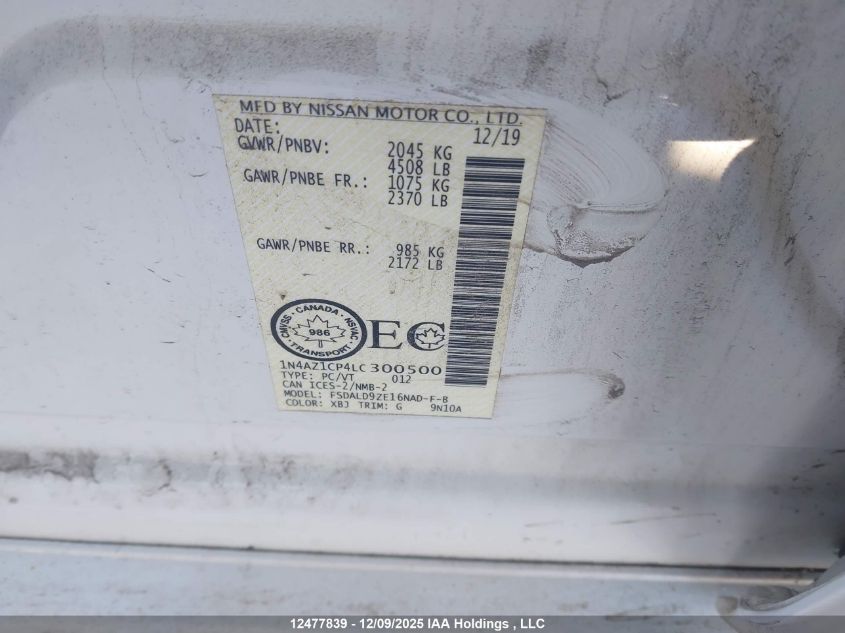 MFD BY NISSAN MOTOR CO., LTD.
DATE: 12/19
GVWR/PNBV: 2045 KG
4508 LB
GAWR/PNBE FR.: 1075 KG
2370 LB
GAWR/PNBE RR.: 985 KG
2172 LB
CANADA
CMVSS · NSVAC
986
TRANSPORT
EC
1N4AZ1CP4LC300500
TYPE: PC/VT 012
CAN ICES-2/NMB-2
MODEL: FSDALD9ZE16NAD-F-B
COLOR: XBJ TRIM: G 9N10A
12477839 - 12/09/2025 IAA Holdings , LLC